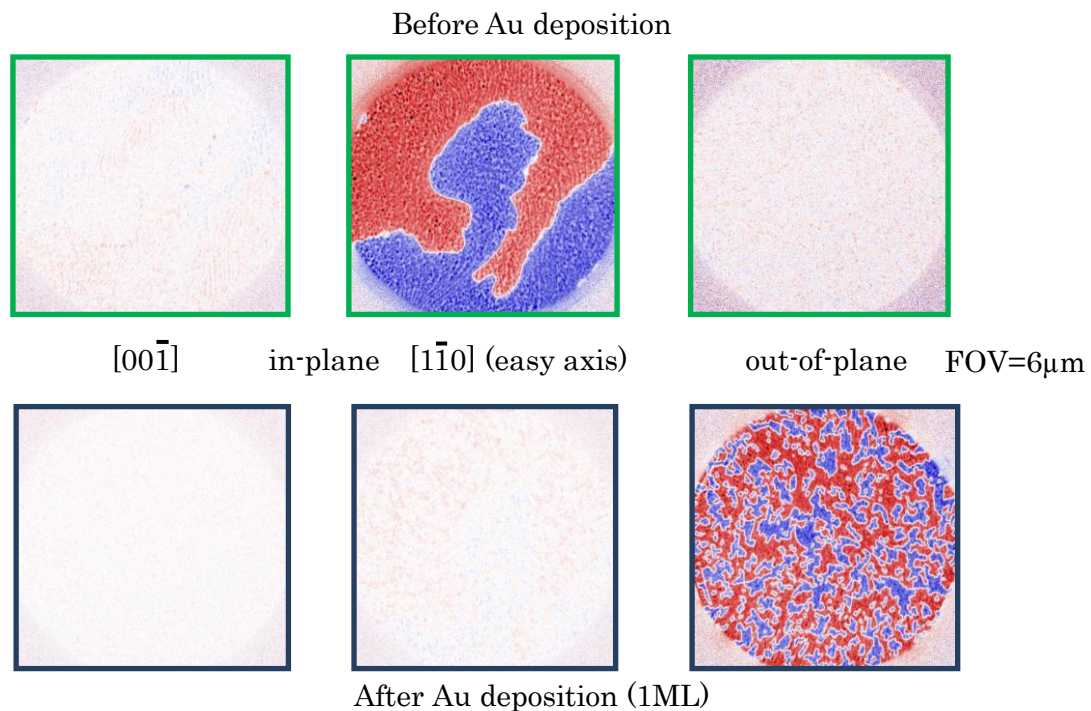 Before Au deposition
[001̄] in-plane [11̄0] (easy axis) out-of-plane FOV=6μm
After Au deposition (1ML)